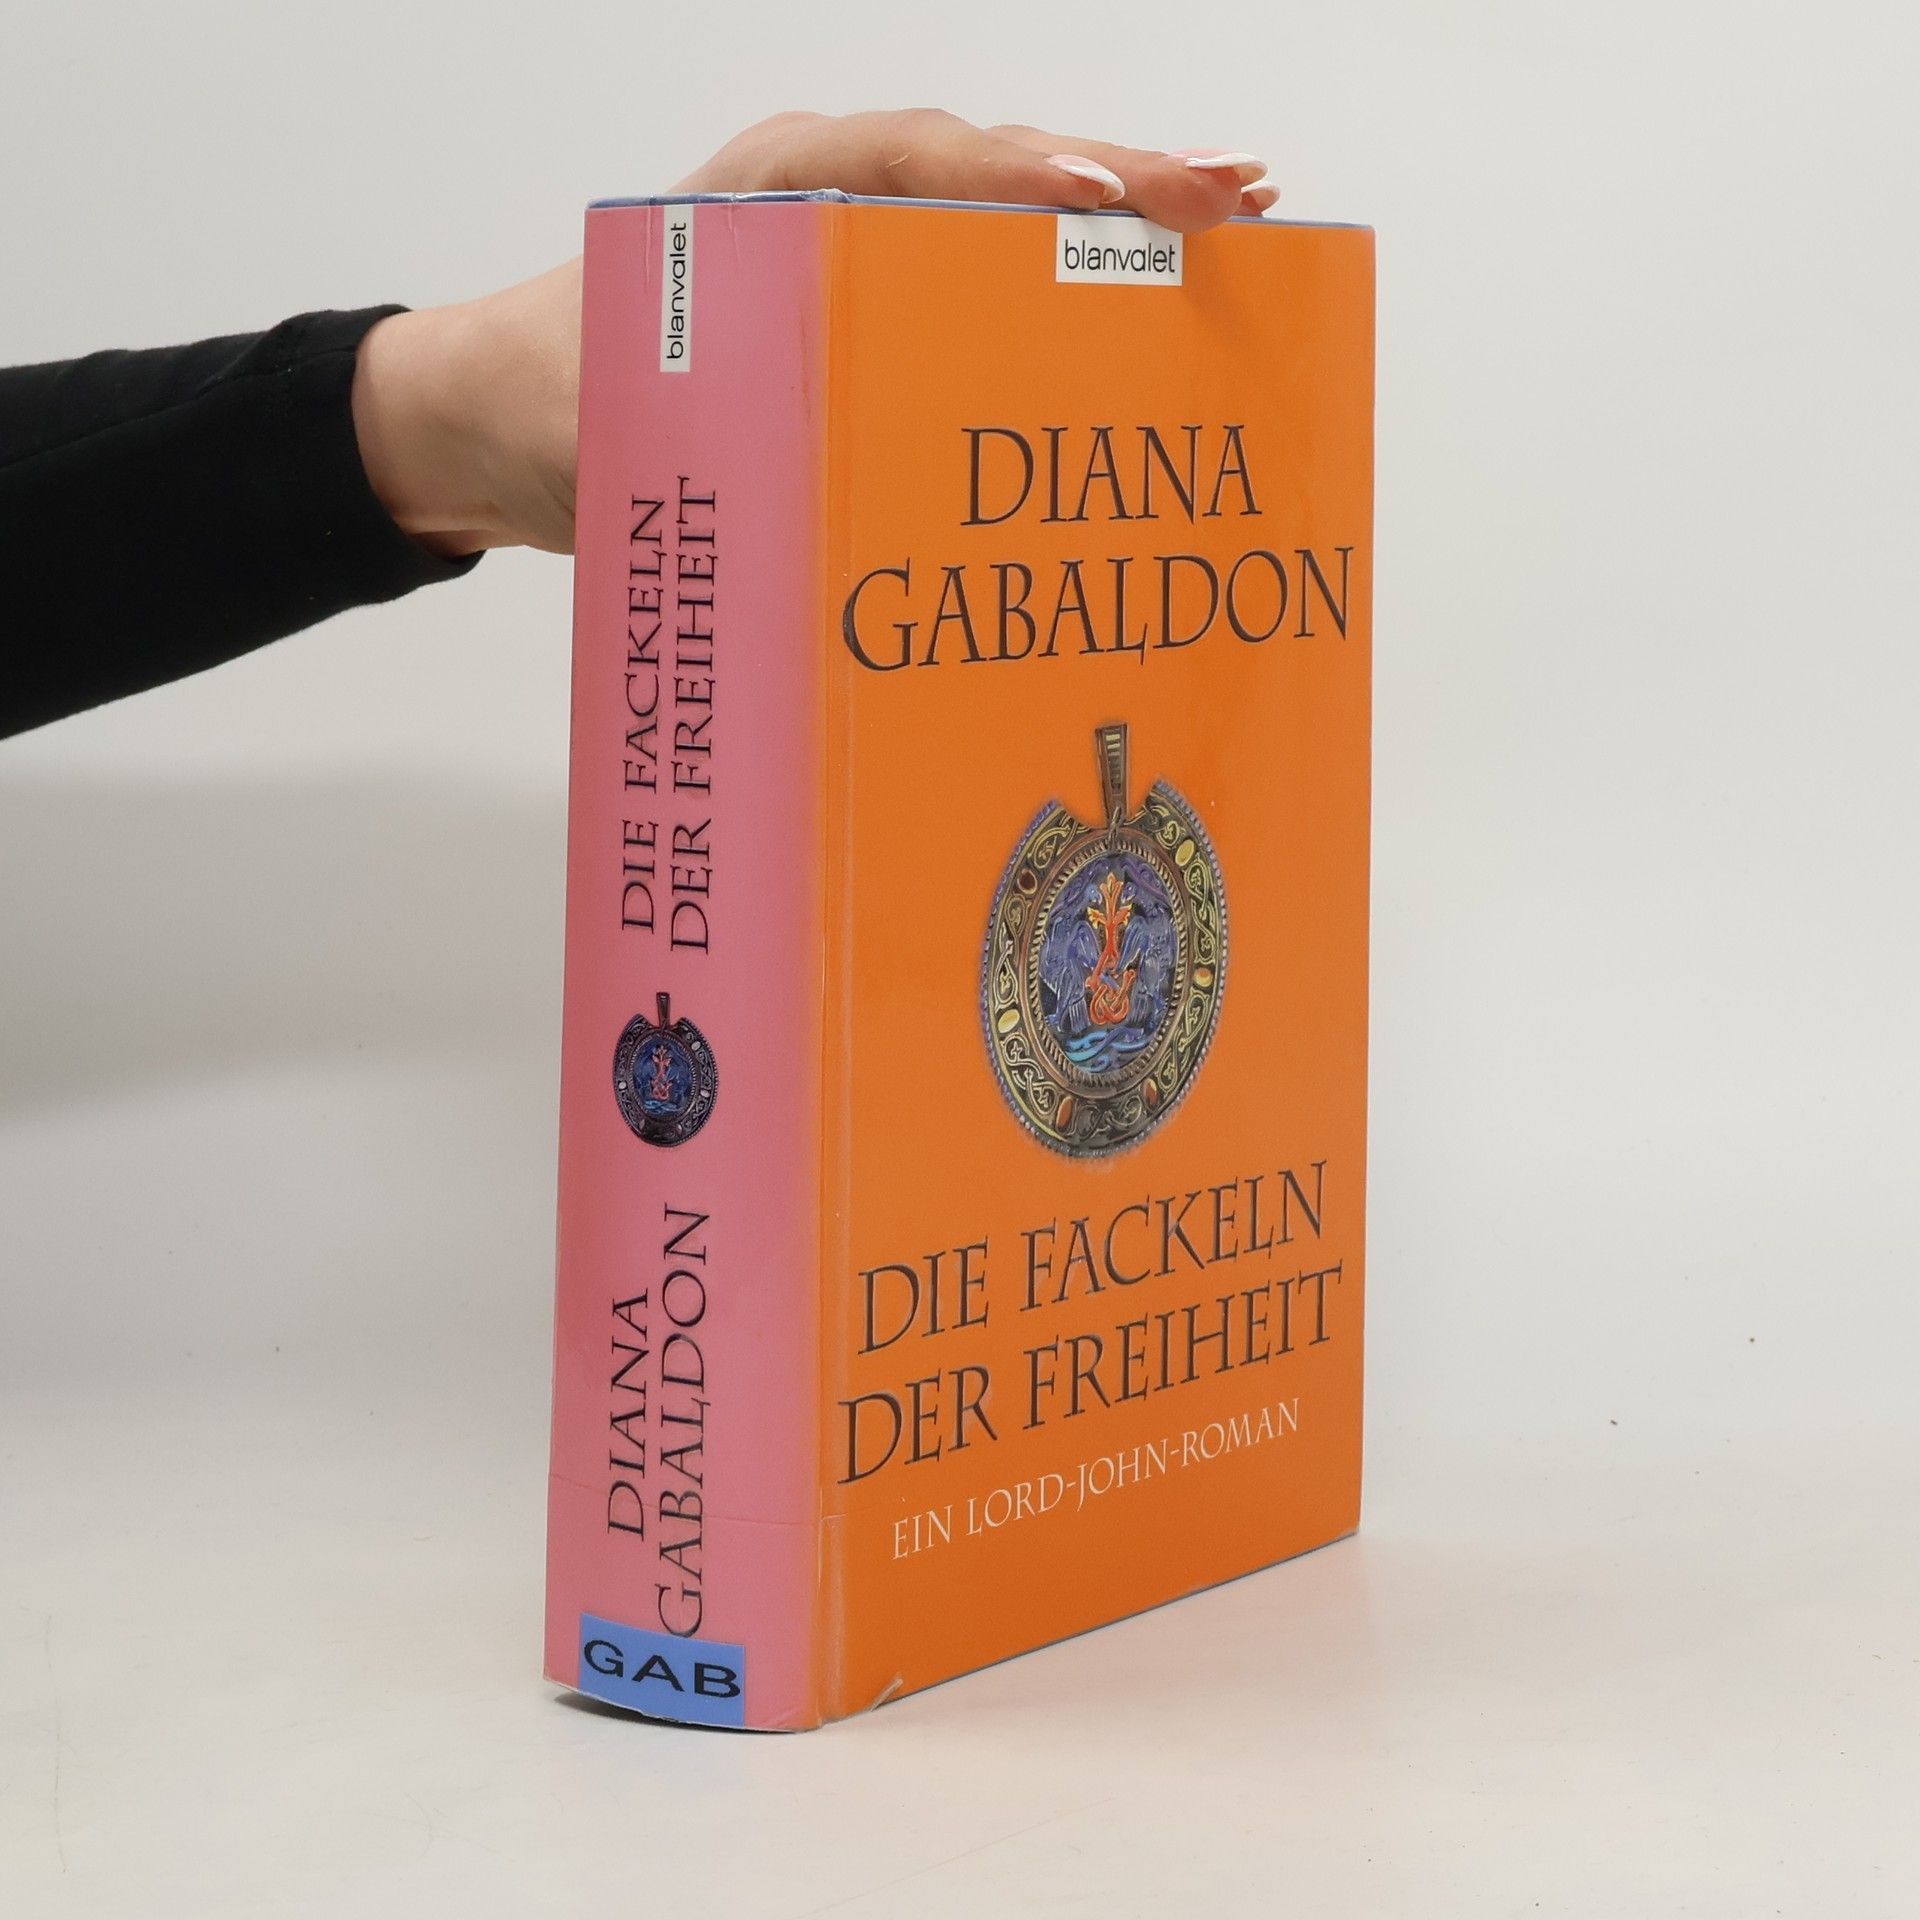 blanvalet
DIE FACKELN
DER FREIHEIT
DIANA
GABALDON
GAB
blanvalet
DIANA
GABALDON
DIE FACKELN
DER FREIHEIT
EIN LORD-JOHN-ROMAN